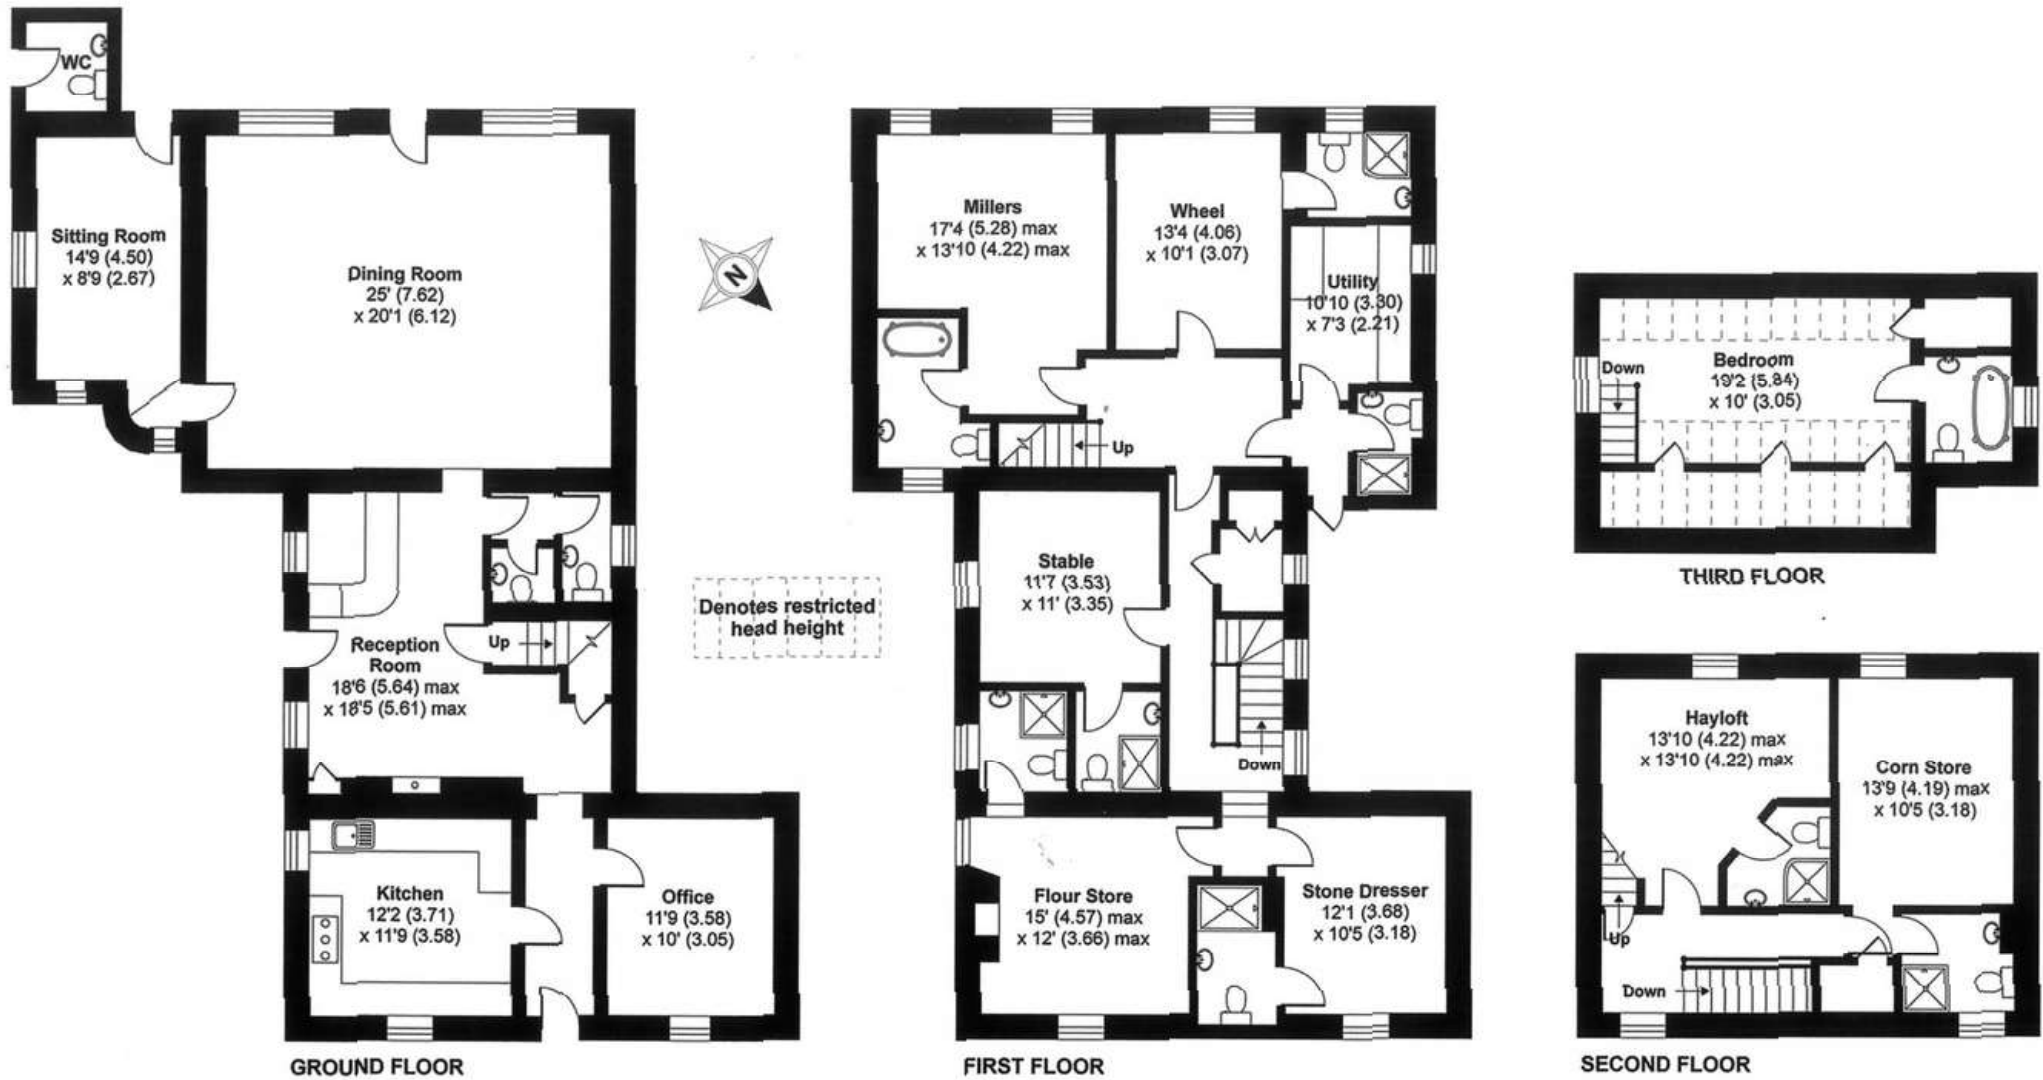 WC
Sitting Room
14'9 (4.50)
x 8'9 (2.67)
Dining Room
25' (7.62)
x 20'1 (6.12)
Reception
Room
18'6 (5.64) max
x 18'5 (5.61) max
Up
Kitchen
12'2 (3.71)
x 11'9 (3.58)
Office
11'9 (3.58)
x 10' (3.05)
GROUND FLOOR
N
Denotes restricted
head height
Millers
17'4 (5.28) max
x 13'10 (4.22) max
Wheel
13'4 (4.06)
x 10'1 (3.07)
Utility
10'10 (3.30)
x 7'3 (2.21)
Up
Stable
11'7 (3.53)
x 11' (3.35)
Down
Flour Store
15' (4.57) max
x 12' (3.66) max
Stone Dresser
12'1 (3.68)
x 10'5 (3.18)
FIRST FLOOR
Down
Bedroom
19'2 (5.84)
x 10' (3.05)
THIRD FLOOR
Hayloft
13'10 (4.22) max
x 13'10 (4.22) max
Corn Store
13'9 (4.19) max
x 10'5 (3.18)
Up
Down
SECOND FLOOR